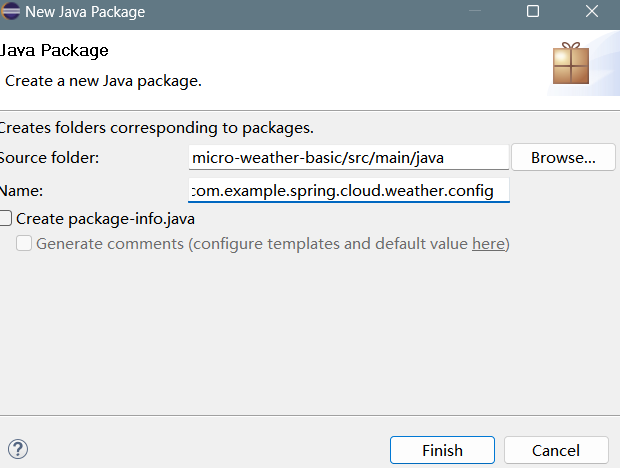 New Java Package
Java Package
Create a new Java package.
Creates folders corresponding to packages.
Source folder: micro-weather-basic/src/main/java Browse...
Name: com.example.spring.cloud.weather.config
Create package-info.java
Generate comments (configure templates and default value here)
? Finish Cancel